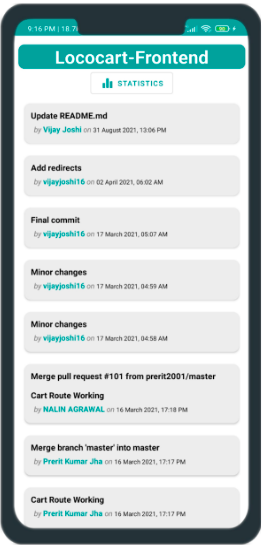 9:16 PM | 18.7
Lococart-Frontend
STATISTICS
Update README.md
by Vijay Joshi on 31 August 2021, 13:06 PM
Add redirects
by vijayjoshi16 on 02 April 2021, 06:02 AM
Final commit
by vijayjoshi16 on 17 March 2021, 05:07 AM
Minor changes
by vijayjoshi16 on 17 March 2021, 04:59 AM
Minor changes
by vijayjoshi16 on 17 March 2021, 04:58 AM
Merge pull request #101 from prerit2001/master
Cart Route Working
by NALIN AGRAWAL on 16 March 2021, 17:18 PM
Merge branch 'master' into master
by Prerit Kumar Jha on 16 March 2021, 17:17 PM
Cart Route Working
by Prerit Kumar Jha on 16 March 2021, 17:17 PM